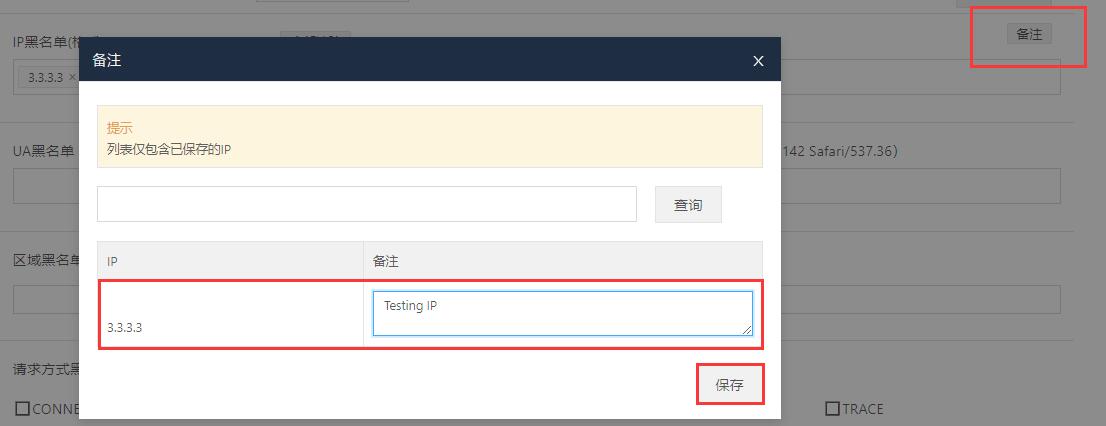 IP黑名单(
备注
备注
X
3.3.3.3 ×
提示
列表仅包含已保存的IP
UA黑名单
142 Safari/537.36)
查询
区域黑名单
IP
备注
3.3.3.3
Testing IP
请求方式黑
保存
CONNE
TRACE